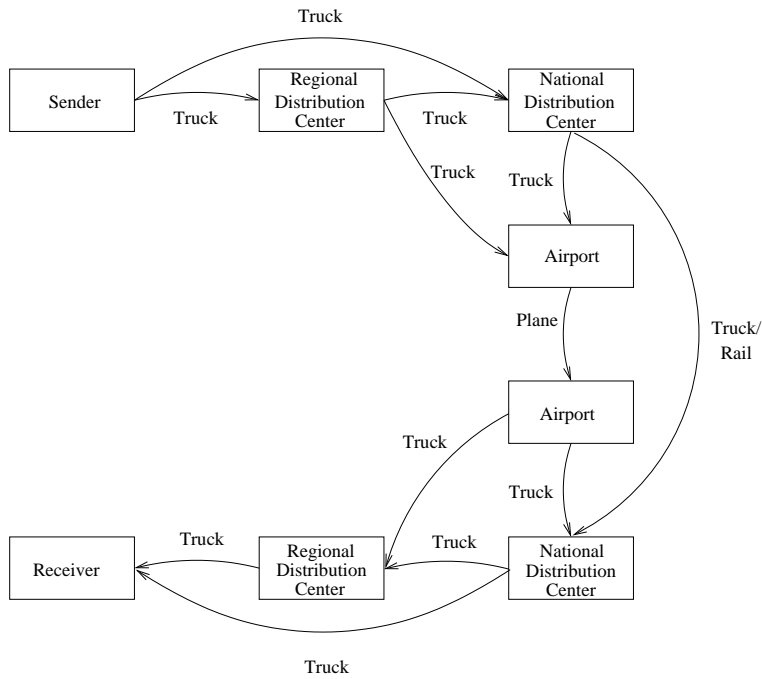 Truck
Sender
Regional
Distribution
Center
National
Distribution
Center
Truck
Truck
Truck
Truck
Airport
Plane
Truck/
Rail
Airport
Truck
Truck
Receiver
Truck
Regional
Distribution
Center
Truck
National
Distribution
Center
Truck